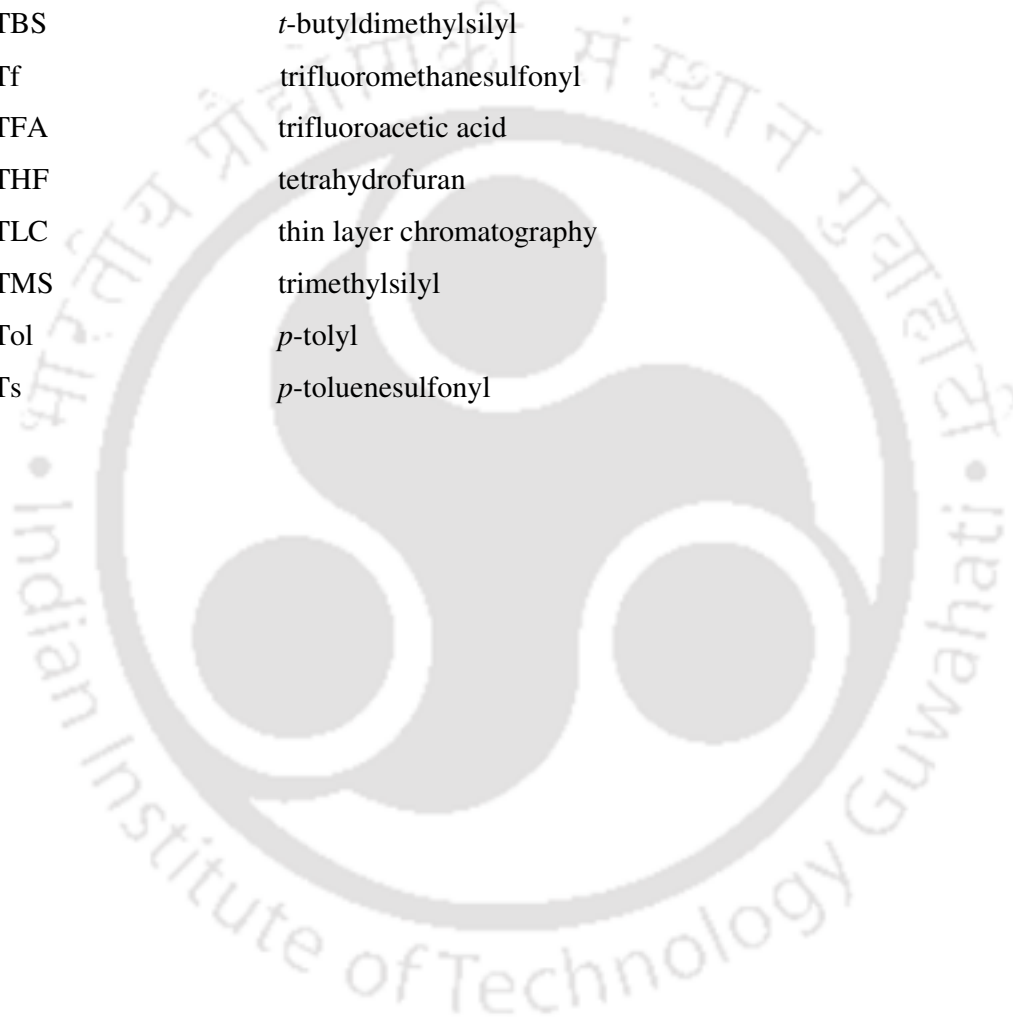 TBS t-butyldimethylsilyl
Tf trifluoromethanesulfonyl
TFA trifluoroacetic acid
THF tetrahydrofuran
TLC thin layer chromatography
TMS trimethylsilyl
Tol p-tolyl
Ts p-toluenesulfonyl
भारतीय प्रौद्योगिकी संस्थान गुवाहाटी
Indian Institute of Technology Guwahati